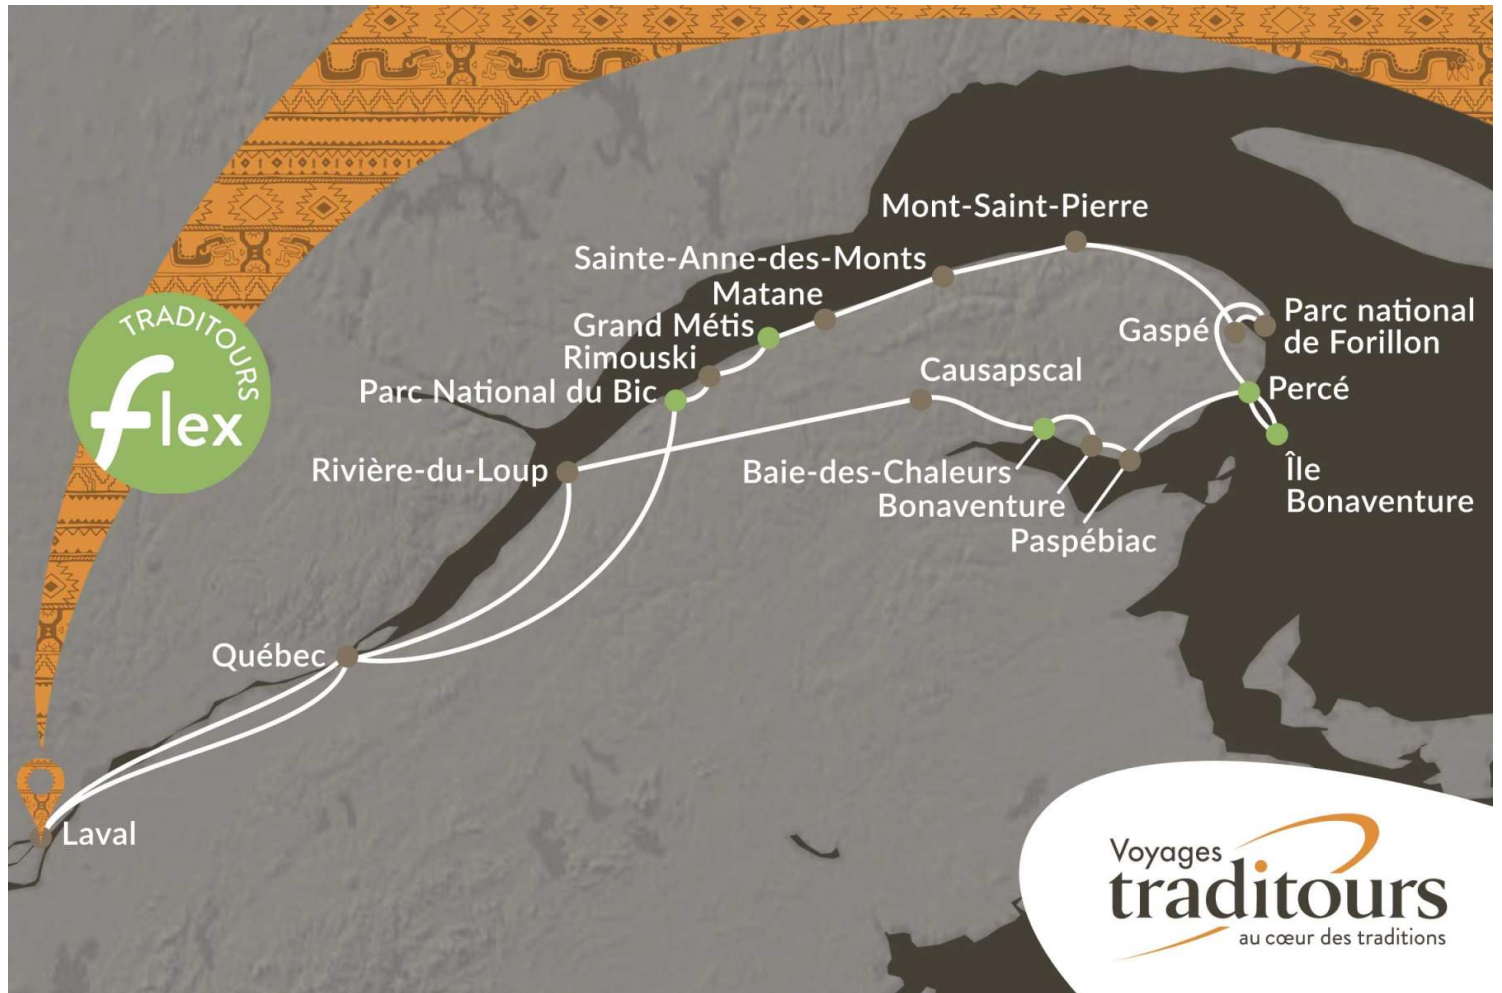 Mont-Saint-Pierre
Sainte-Anne-des-Monts
Matane
Grand Métis
Rimouski
Parc National du Bic
TRADITOURS
flex
Gaspé
Parc national
de Forillon
Causapscal
Percé
Rivière-du-Loup
Baie-des-Chaleurs
Bonaventure
Paspébiac
Île
Bonaventure
Québec
Laval
Voyages
traditours
au cœur des traditions